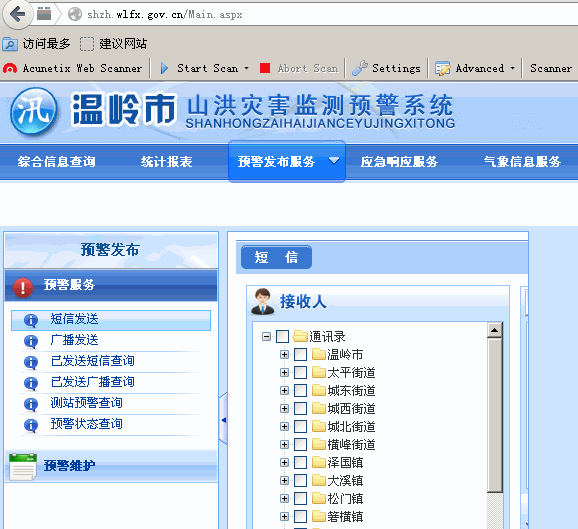 shzh.wlfx.gov.cn/Main.aspx
访问最多 建议网站
Acunetix Web Scanner Start Scan Abort Scan Settings Advanced Scanner
汛 温岭市 山洪灾害监测预警系统
SHANHONGZAIHAIJIANCEYUJINGXITONG
综合信息查询 统计报表 预警发布服务 应急响应服务 气象信息服务
预警发布
预警服务
短信发送
广播发送
已发送短信查询
已发送广播查询
测站预警查询
预警状态查询
预警维护
短 信
接收人
通讯录
温岭市
太平街道
城东街道
城西街道
城北街道
横峰街道
泽国镇
大溪镇
松门镇
箬横镇